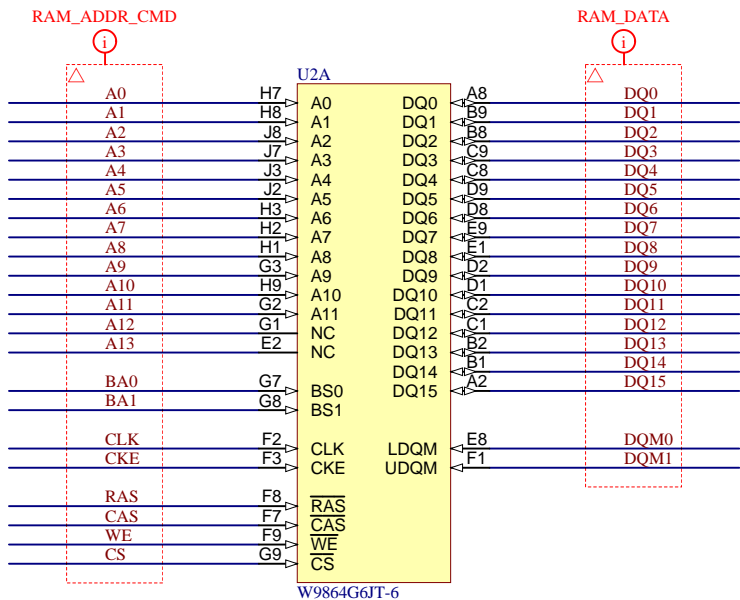 RAM_ADDR_CMD RAM_DATA
i i
U2A
A0 H7 A0 DQ0 A8 DQ0
A1 H8 A1 DQ1 B9 DQ1
A2 J8 A2 DQ2 B8 DQ2
A3 J7 A3 DQ3 C9 DQ3
A4 J3 A4 DQ4 C8 DQ4
A5 J2 A5 DQ5 D9 DQ5
A6 H3 A6 DQ6 D8 DQ6
A7 H2 A7 DQ7 E9 DQ7
A8 H1 A8 DQ8 E1 DQ8
A9 G3 A9 DQ9 D2 DQ9
A10 H9 A10 DQ10 D1 DQ10
A11 G2 A11 DQ11 C2 DQ11
A12 G1 NC DQ12 C1 DQ12
A13 E2 NC DQ13 B2 DQ13
DQ14 B1 DQ14
BA0 G7 BS0 DQ15 A2 DQ15
BA1 G8 BS1
CLK F2 CLK LDQM E8 DQM0
CKE F3 CKE UDQM F1 DQM1
RAS F8 RAS
CAS F7 CAS
WE F9 WE
CS G9 CS
W9864G6JT-6